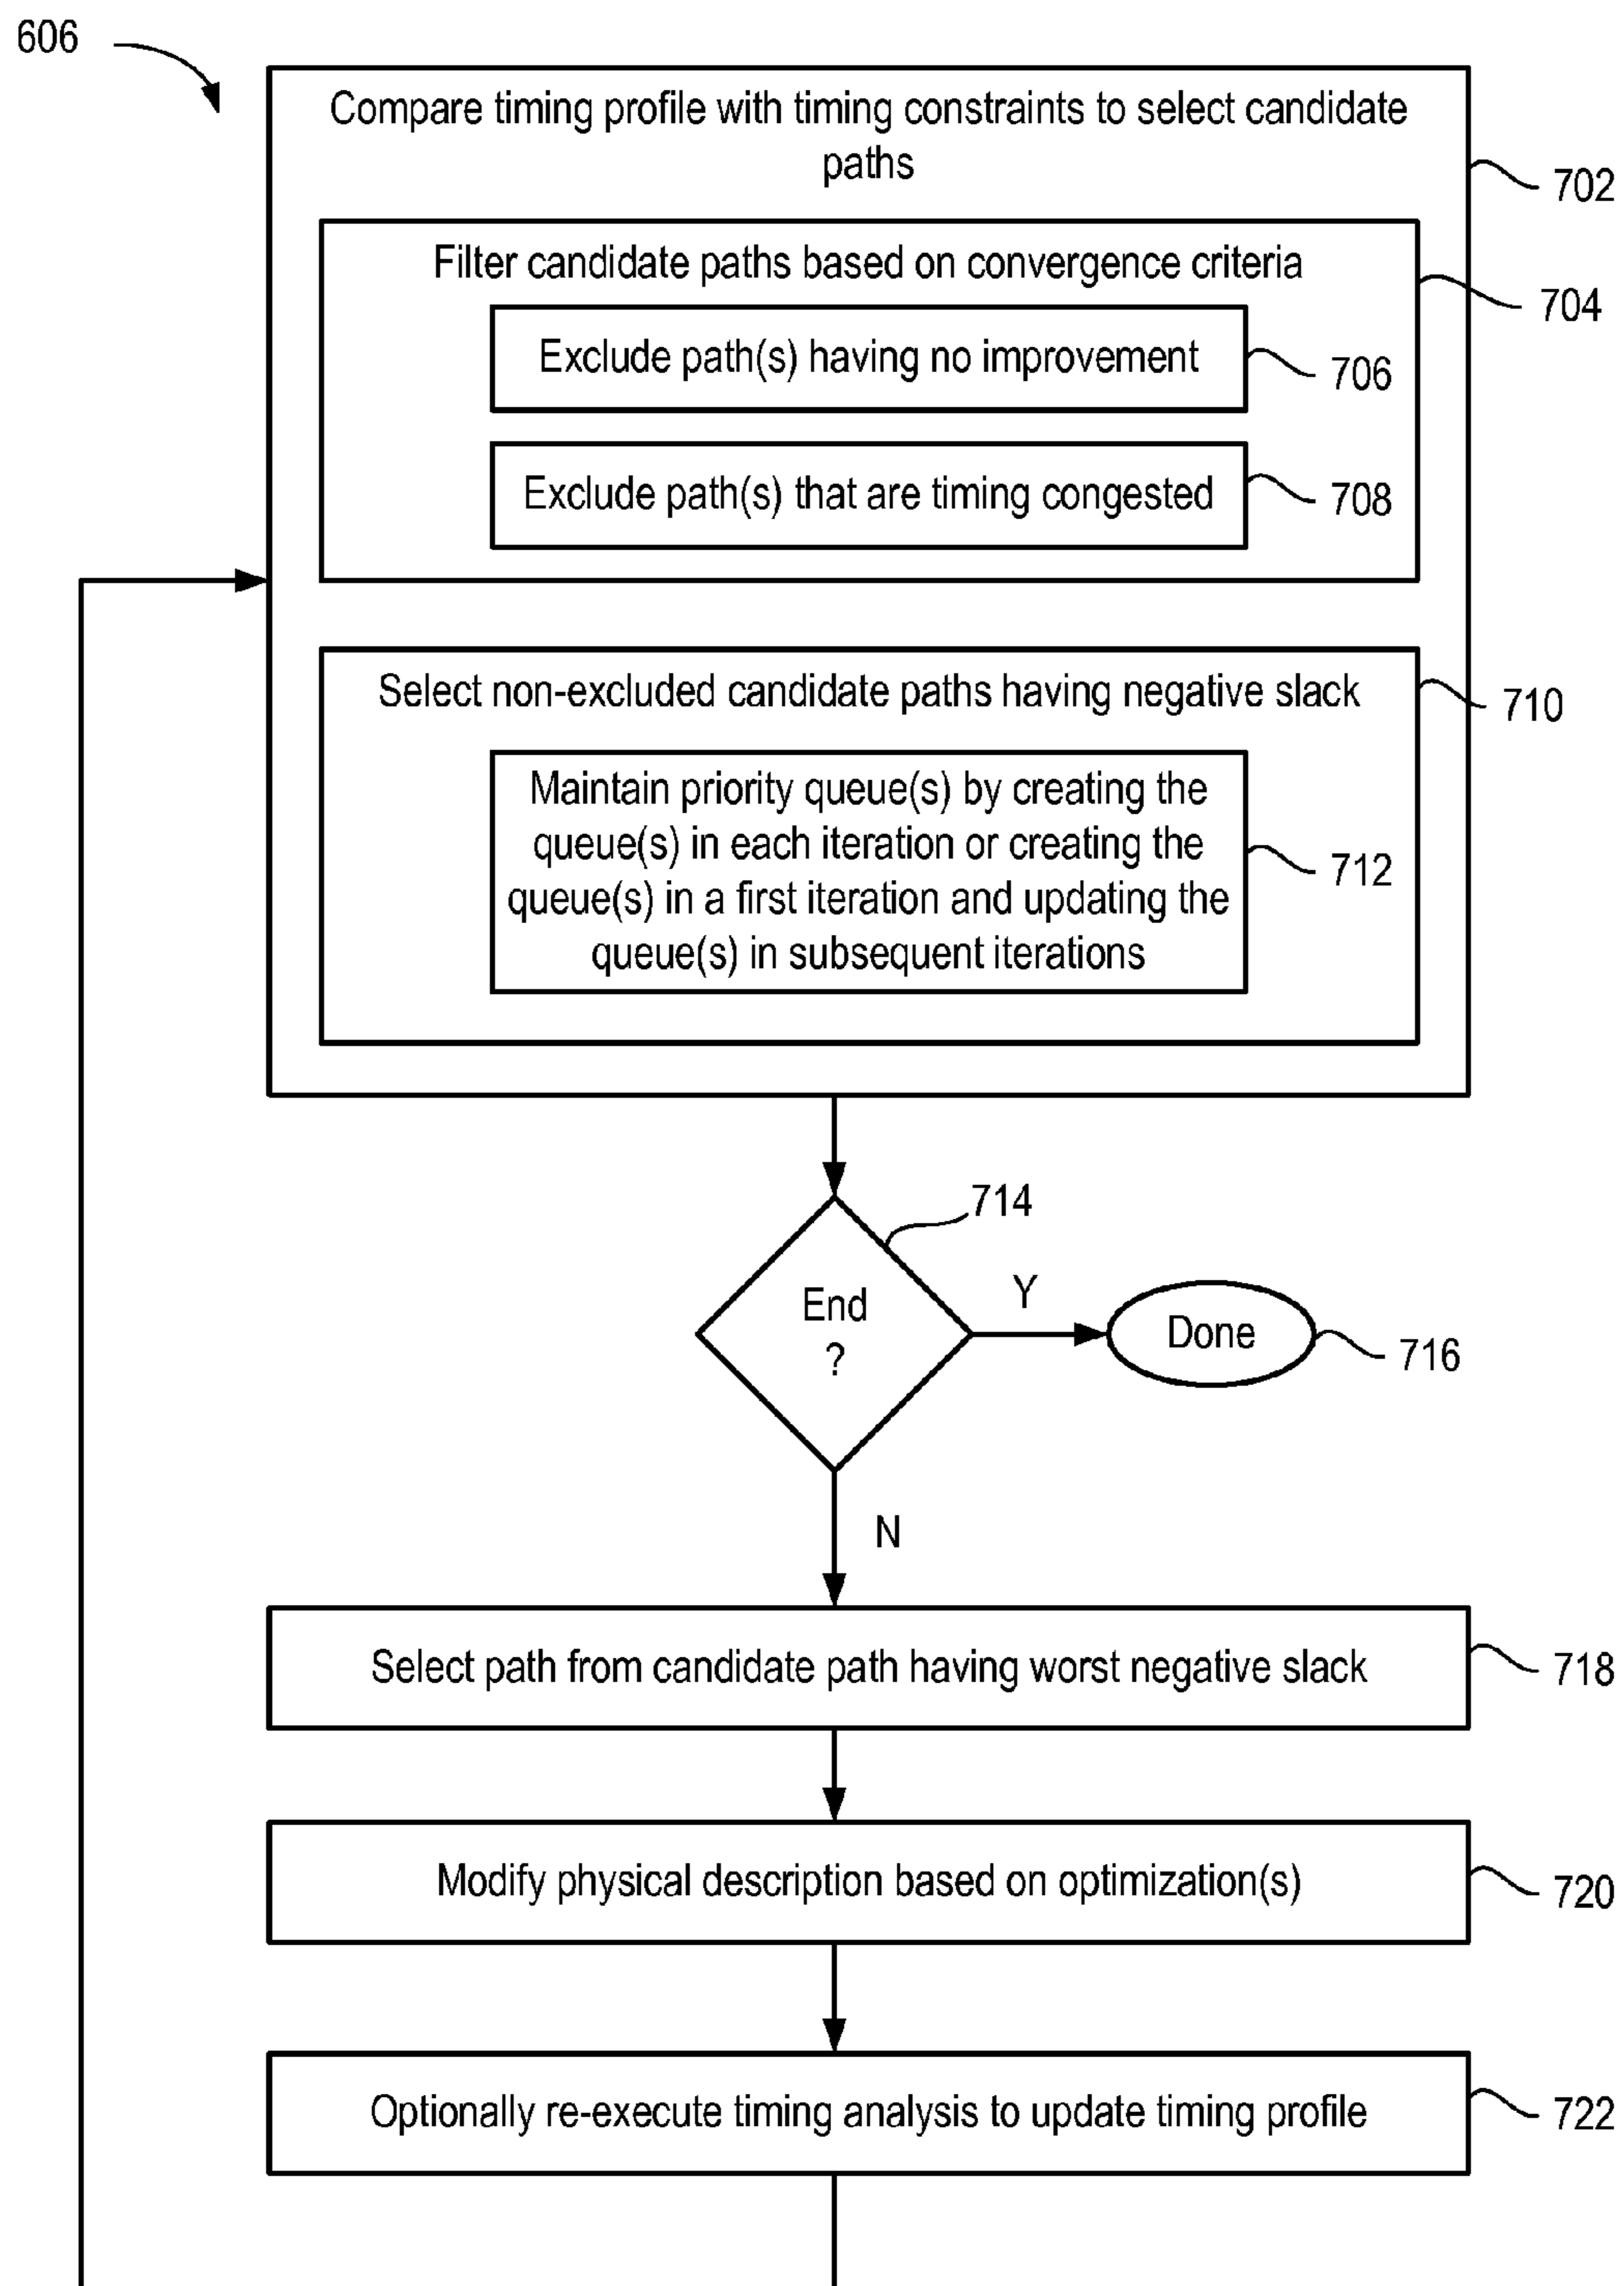 606
Compare timing profile with timing constraints to select candidate
paths
702
Filter candidate paths based on convergence criteria
704
Exclude path(s) having no improvement
706
Exclude path(s) that are timing congested
708
Select non-excluded candidate paths having negative slack
710
Maintain priority queue(s) by creating the
queue(s) in each iteration or creating the
queue(s) in a first iteration and updating the
queue(s) in subsequent iterations
712
714
End
?
Y
Done
716
N
Select path from candidate path having worst negative slack
718
Modify physical description based on optimization(s)
720
Optionally re-execute timing analysis to update timing profile
722